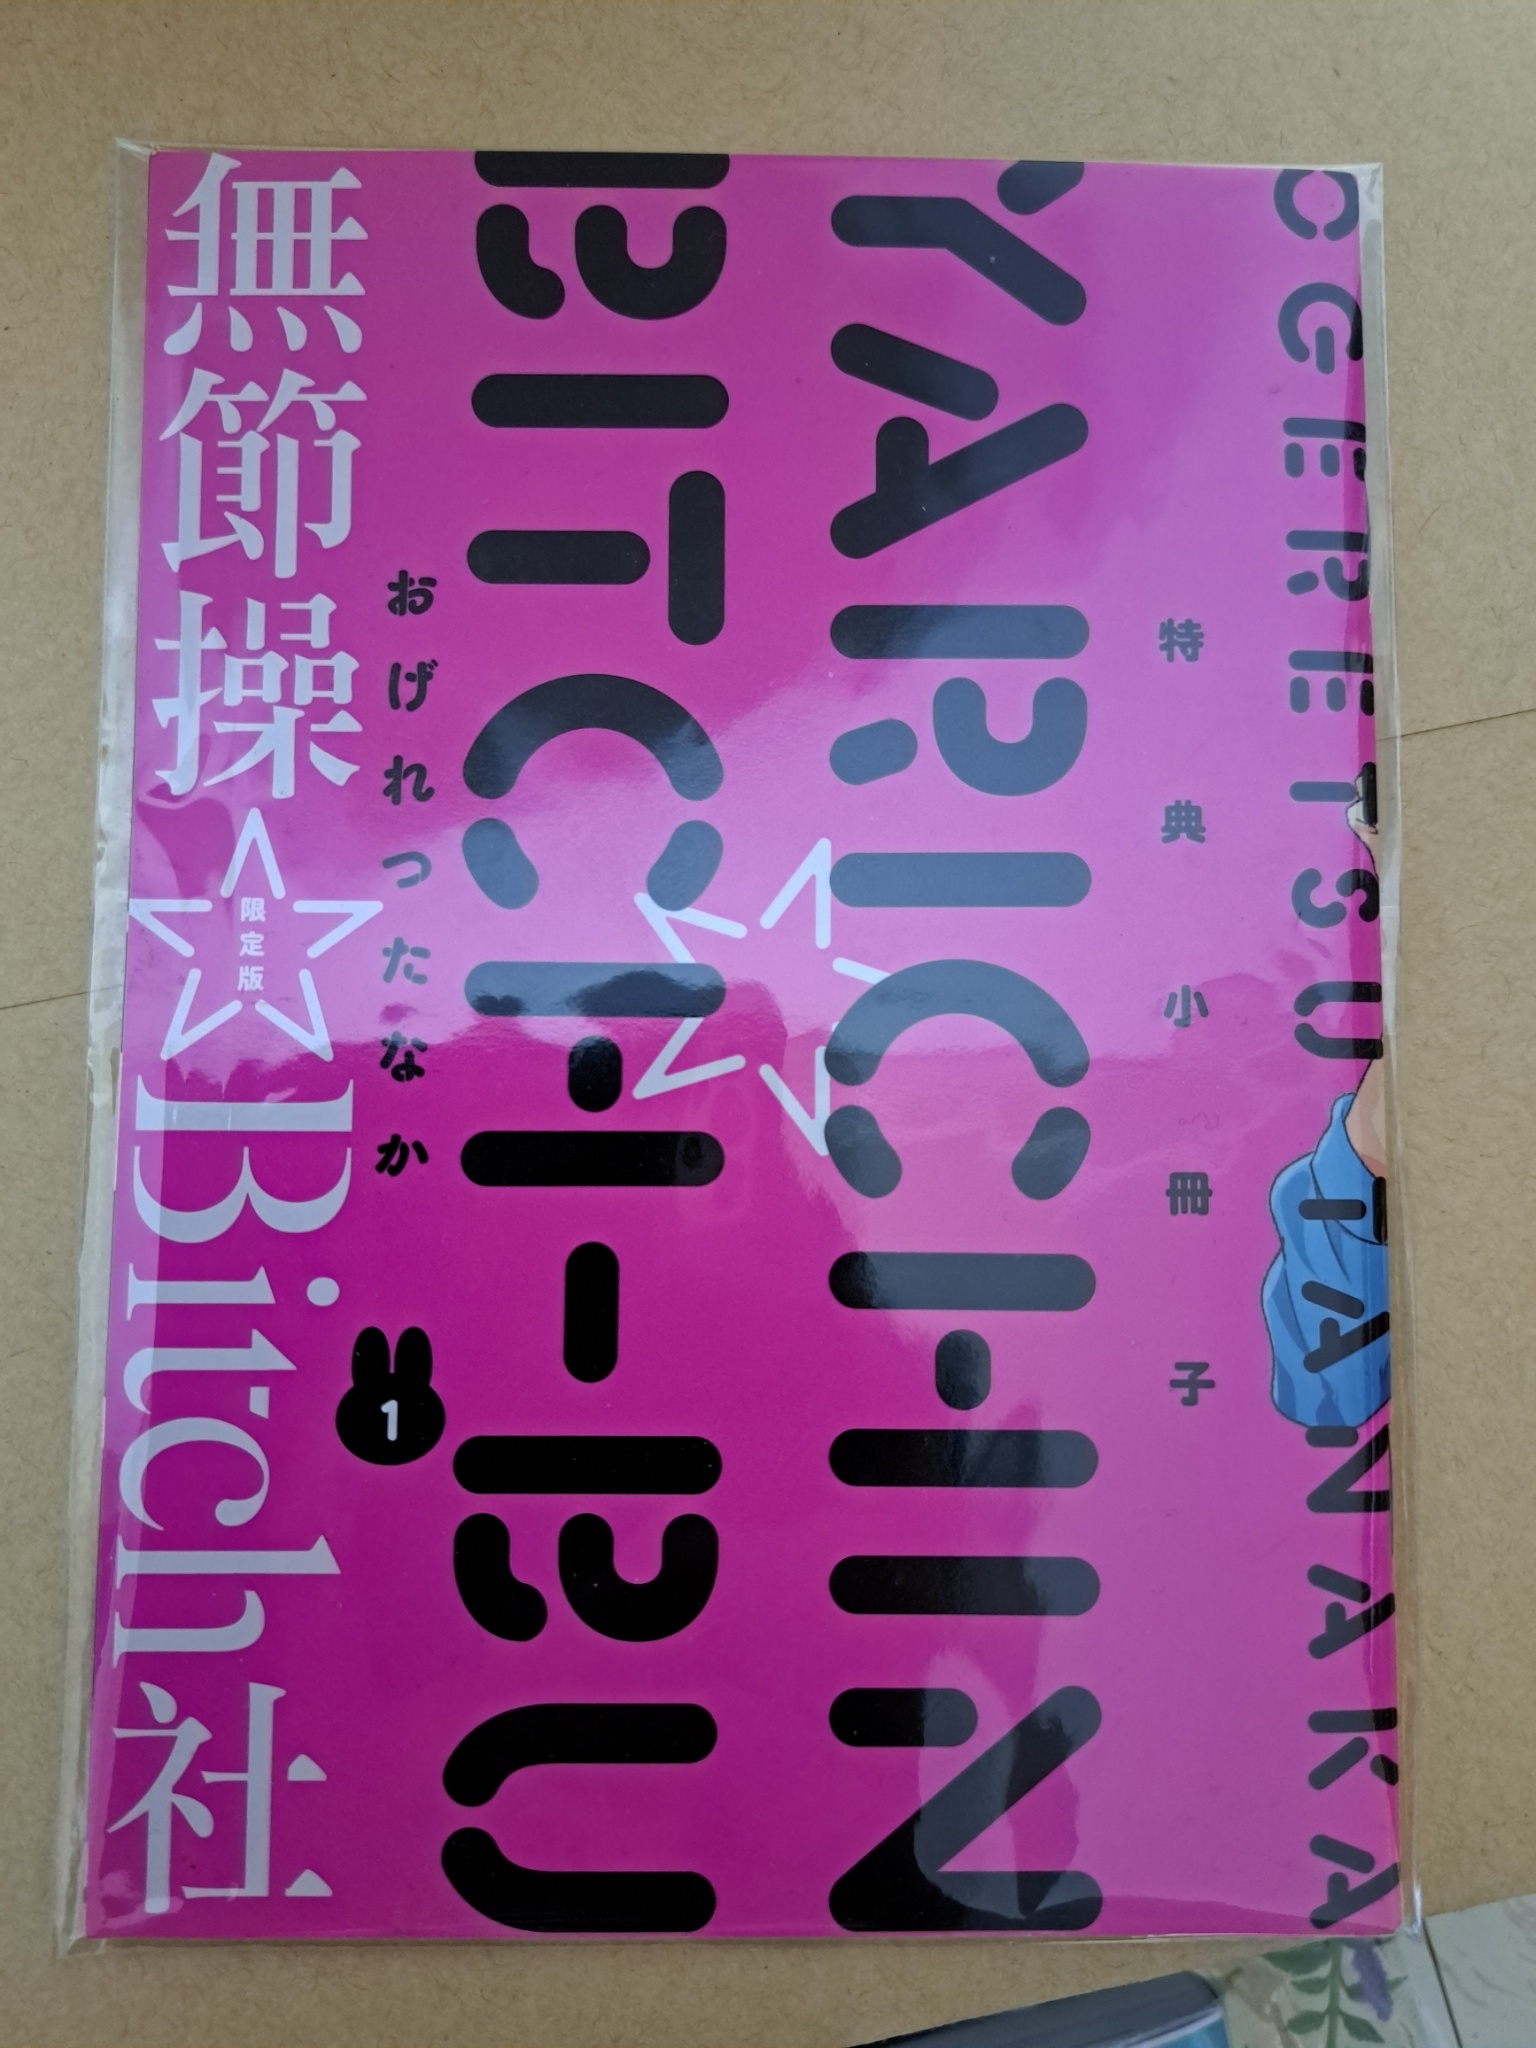 OGERETSU TANAKA
特典小冊子
YARICHIN
BITCH-BU
おげれつたなか
1
無節操
限定版
Bitch社